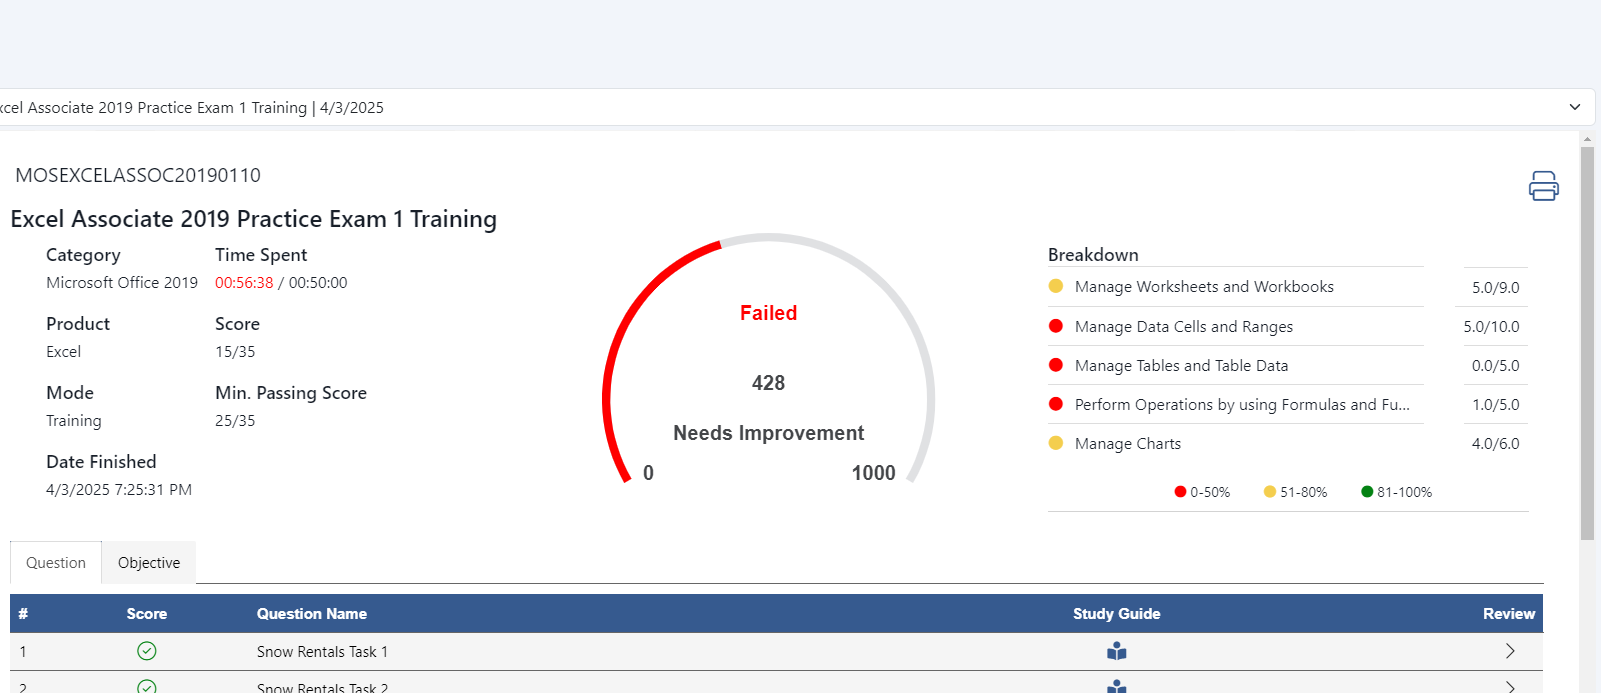 xcel Associate 2019 Practice Exam 1 Training | 4/3/2025
MOSEXCELASSOC20190110
Excel Associate 2019 Practice Exam 1 Training
Category
Time Spent
Microsoft Office 2019
00:56:38 / 00:50:00
Product
Score
Excel
15/35
Mode
Min. Passing Score
Training
25/35
Date Finished
4/3/2025 7:25:31 PM
Failed
428
Needs Improvement
0
1000
Breakdown
Manage Worksheets and Workbooks 5.0/9.0
Manage Data Cells and Ranges 5.0/10.0
Manage Tables and Table Data 0.0/5.0
Perform Operations by using Formulas and Fu... 1.0/5.0
Manage Charts 4.0/6.0
0-50% 51-80% 81-100%
Question Objective
# Score Question Name Study Guide Review
1 Snow Rentals Task 1
2 Snow Rentals Task 2